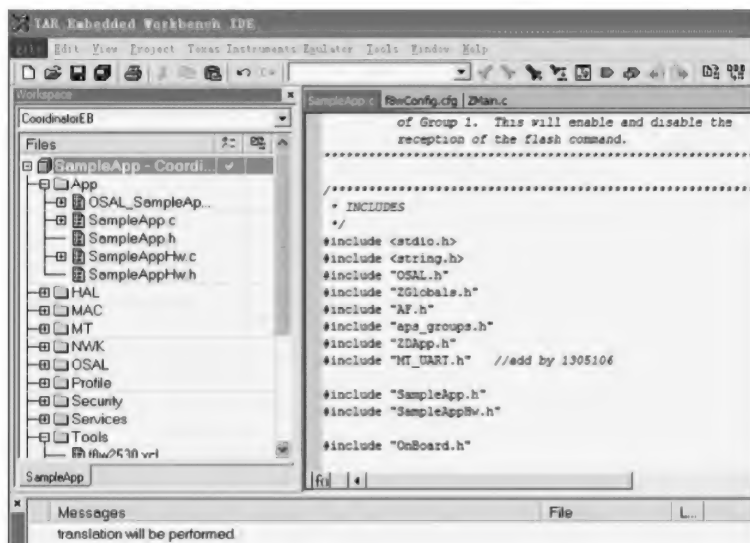 IAR Embedded Workbench IDE
File Edit View Project Texas Instruments Emulator Tools Window Help
Workspace
CoordinatorEB
Files
SampleApp - Coordi...
App
OSAL_SampleAp...
SampleApp.c
SampleApp.h
SampleAppHw.c
SampleAppHw.h
HAL
MAC
MT
NWK
OSAL
Profile
Security
Services
Tools
f8w2530.xcl
SampleApp
SampleApp.c f8wConfig.cfg ZMain.c
of Group 1. This will enable and disable the
reception of the flash command.
/**********
* INCLUDES
*/
#include <stdio.h>
#include <string.h>
#include "OSAL.h"
#include "ZGlobals.h"
#include "AF.h"
#include "aps_groups.h"
#include "ZDApp.h"
#include "MT_UART.h" //add by 1305106
#include "SampleApp.h"
#include "SampleAppHw.h"
#include "OnBoard.h"
Messages File L...
translation will be performed